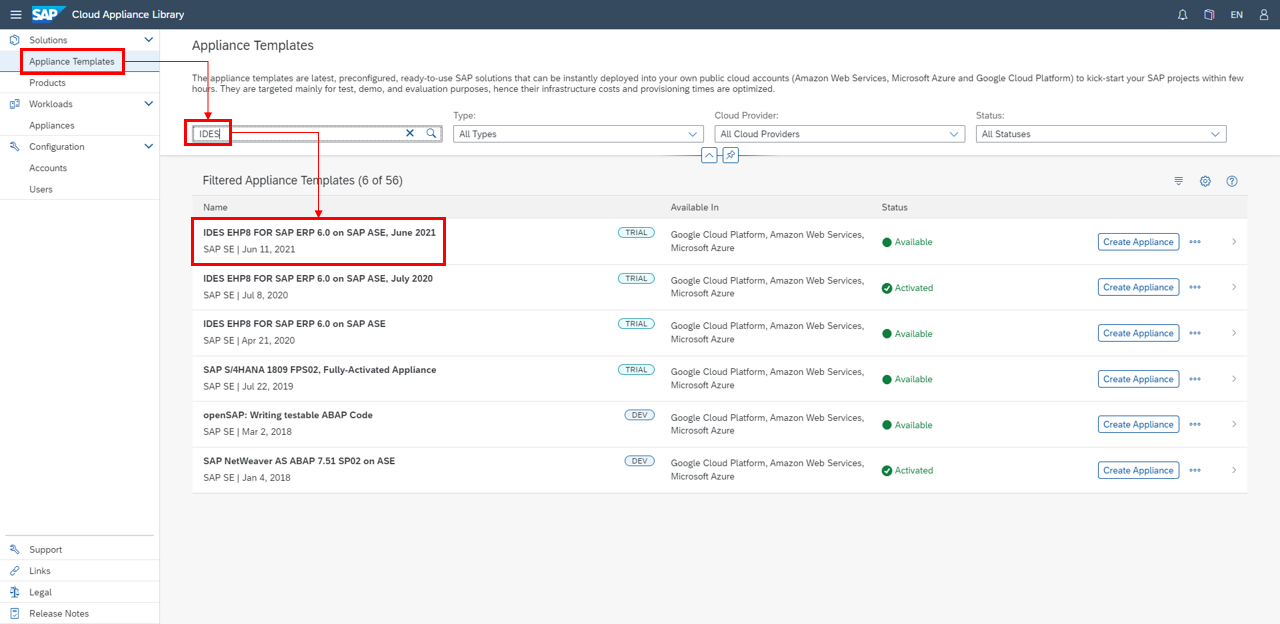 SAP Cloud Appliance Library
EN
Solutions
Appliance Templates
Products
Workloads
Appliances
Configuration
Accounts
Users
Support
Links
Legal
Release Notes
Appliance Templates
The appliance templates are latest, preconfigured, ready-to-use SAP solutions that can be instantly deployed into your own public cloud accounts (Amazon Web Services, Microsoft Azure and Google Cloud Platform) to kick-start your SAP projects within few
hours. They are targeted mainly for test, demo, and evaluation purposes, hence their infrastructure costs and provisioning times are optimized.
Type:
Cloud Provider:
Status:
IDES
All Types
All Cloud Providers
All Statuses
Filtered Appliance Templates (6 of 56)
Name
Available In
Status
IDES EHP8 FOR SAP ERP 6.0 on SAP ASE, June 2021
SAP SE | Jun 11, 2021
TRIAL
Google Cloud Platform, Amazon Web Services,
Microsoft Azure
Available
Create Appliance
IDES EHP8 FOR SAP ERP 6.0 on SAP ASE, July 2020
SAP SE | Jul 8, 2020
TRIAL
Google Cloud Platform, Amazon Web Services,
Microsoft Azure
Activated
Create Appliance
IDES EHP8 FOR SAP ERP 6.0 on SAP ASE
SAP SE | Apr 21, 2020
TRIAL
Google Cloud Platform, Amazon Web Services,
Microsoft Azure
Available
Create Appliance
SAP S/4HANA 1809 FPS02, Fully-Activated Appliance
SAP SE | Jul 22, 2019
TRIAL
Google Cloud Platform, Amazon Web Services,
Microsoft Azure
Available
Create Appliance
openSAP: Writing testable ABAP Code
SAP SE | Mar 2, 2018
DEV
Google Cloud Platform, Amazon Web Services,
Microsoft Azure
Available
Create Appliance
SAP NetWeaver AS ABAP 7.51 SP02 on ASE
SAP SE | Jan 4, 2018
DEV
Google Cloud Platform, Amazon Web Services,
Microsoft Azure
Activated
Create Appliance